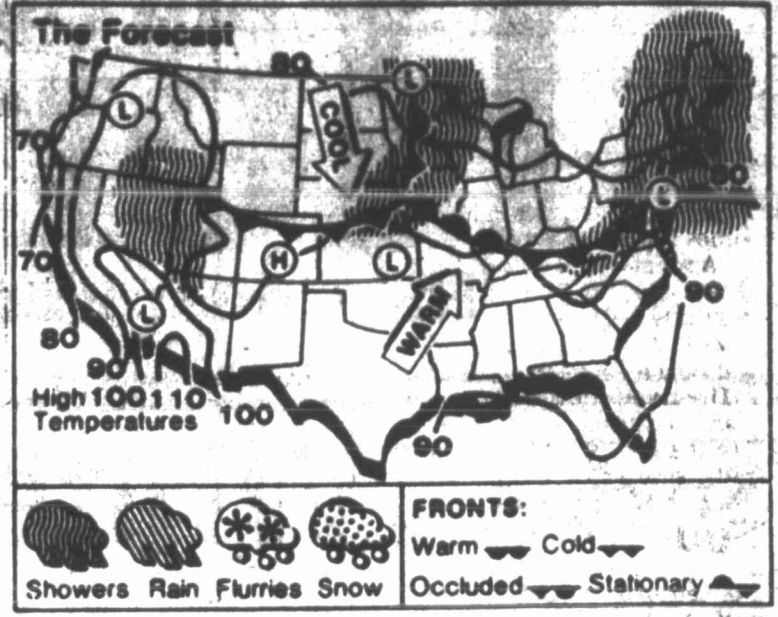 The Forecast
80
L
L
COOL
70
80
L
H
L
70
90
L
WARM
80
90
High 100 110
Temperatures 100
90
Showers Rain Flurries Snow
FRONTS:
Warm Cold
Occluded Stationary